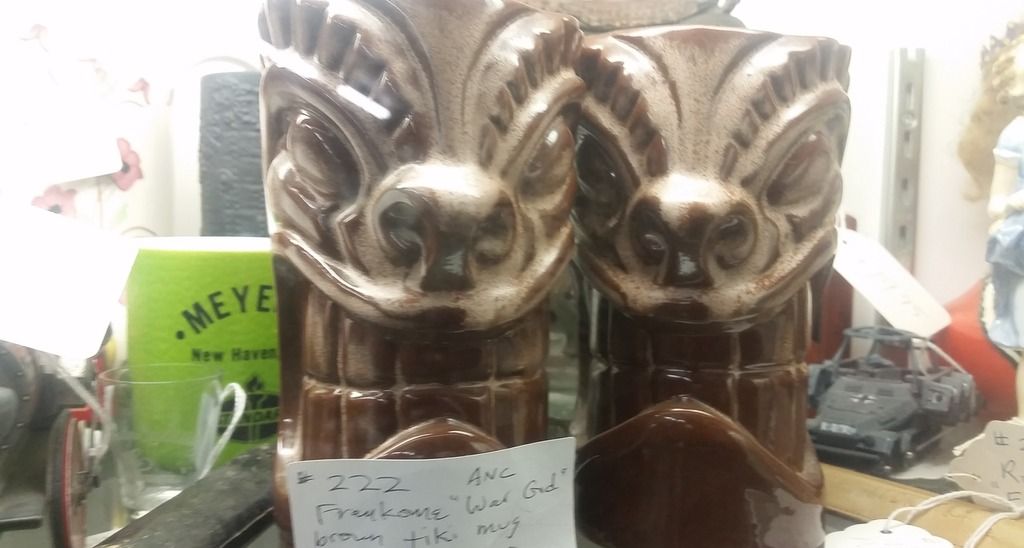 • MEYE
New Haven,
# 222 ANC
Frankoma "War God"
brown tiki mug